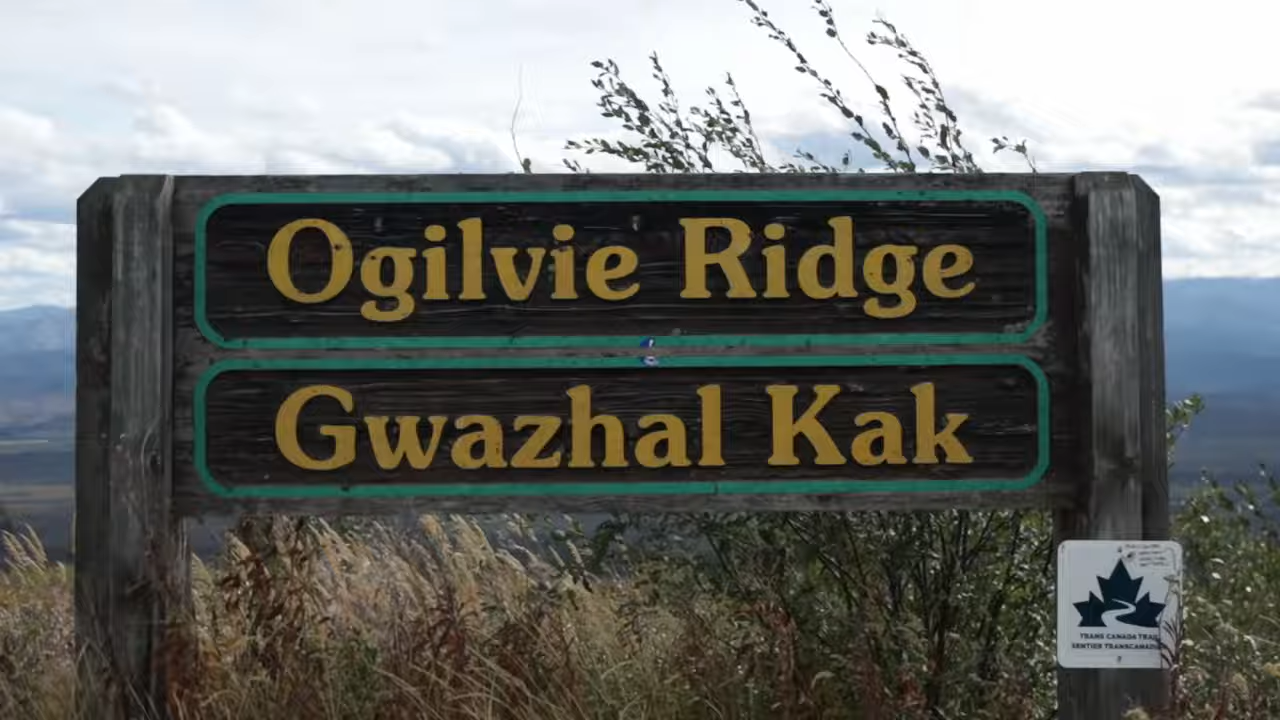 Ogilvie Ridge
Gwazhal Kak
TRANS CANADA TRAIL
SENTIER TRANSCANADIEN